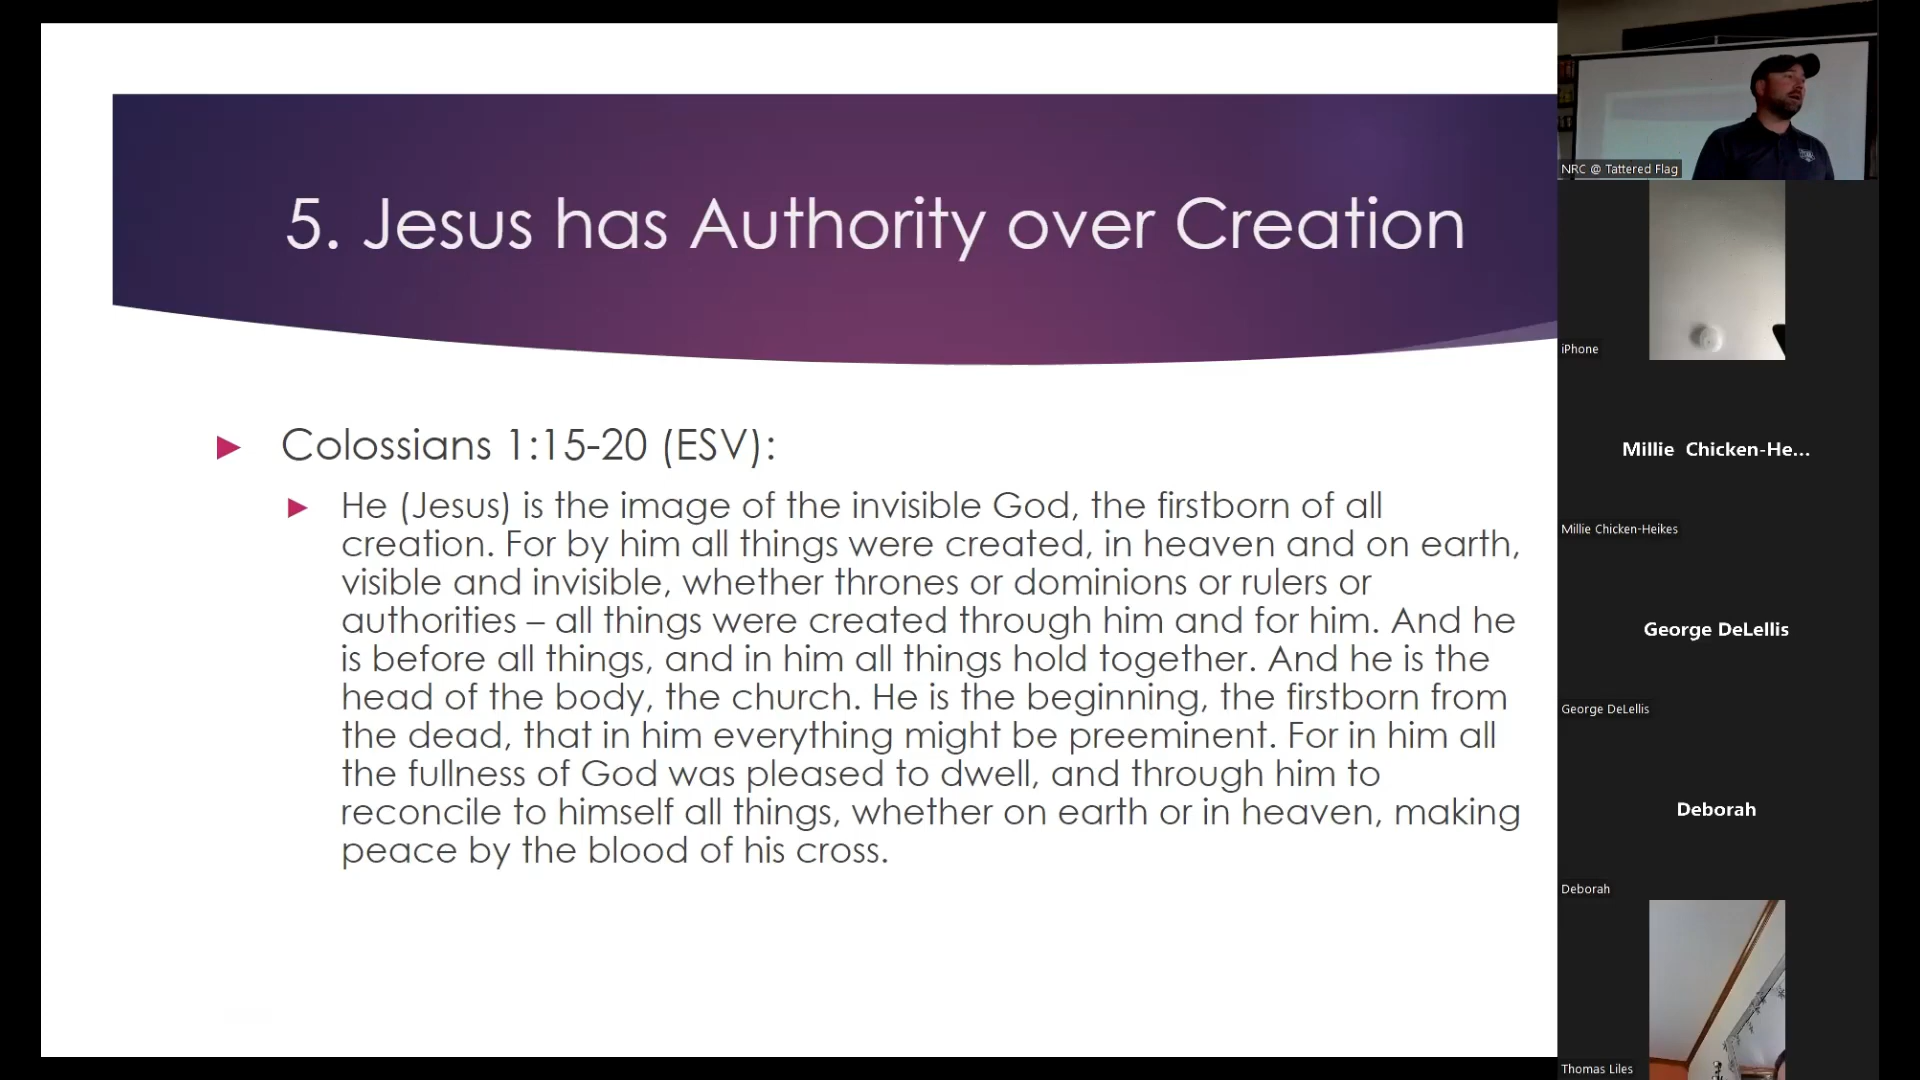 5. Jesus has Authority over Creation
Colossians 1:15-20 (ESV):
He (Jesus) is the image of the invisible God, the firstborn of all
creation. For by him all things were created, in heaven and on earth,
visible and invisible, whether thrones or dominions or rulers or
authorities – all things were created through him and for him. And he
is before all things, and in him all things hold together. And he is the
head of the body, the church. He is the beginning, the firstborn from
the dead, that in him everything might be preeminent. For in him all
the fullness of God was pleased to dwell, and through him to
reconcile to himself all things, whether on earth or in heaven, making
peace by the blood of his cross.
NRC @ Tattered Flag
iPhone
Millie Chicken-He...
Millie Chicken-Heikes
George DeLellis
George DeLellis
Deborah
Deborah
Thomas Liles